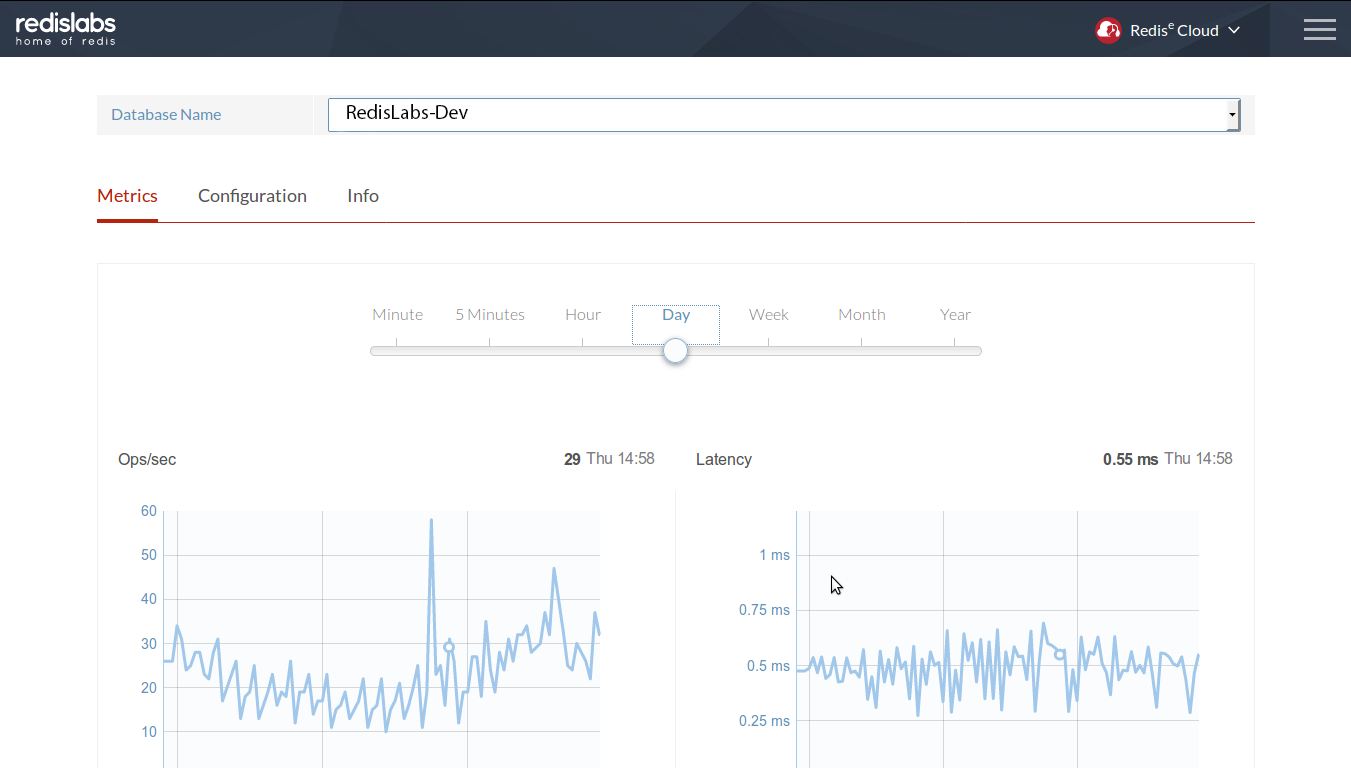 redislabs
home of redis
Redisᵉ Cloud
Database Name
RedisLabs-Dev
Metrics Configuration Info
Minute 5 Minutes Hour Day Week Month Year
Ops/sec 29 Thu 14:58
60
50
40
30
20
10
Latency 0.55 ms Thu 14:58
1 ms
0.75 ms
0.5 ms
0.25 ms